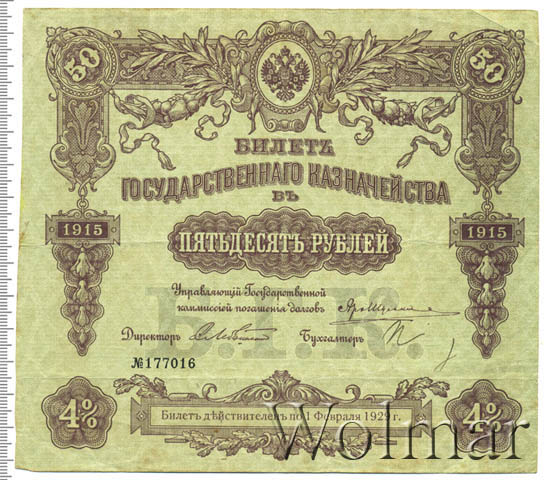 50 50
БИЛЕТЪ
ГОСУДАРСТВЕННАГО КАЗНАЧЕЙСТВА
ВЪ
1915 ПЯТЬДЕСЯТЪ РУБЛЕЙ 1915
Управляющій Государственной
коммиссіей погашенія долговъ
Директоръ Бухгалтеръ
В.Г.К.
№177016
4% Билетъ дѣйствителенъ по 1 Февраля 1929 г. 4%
Wolmar